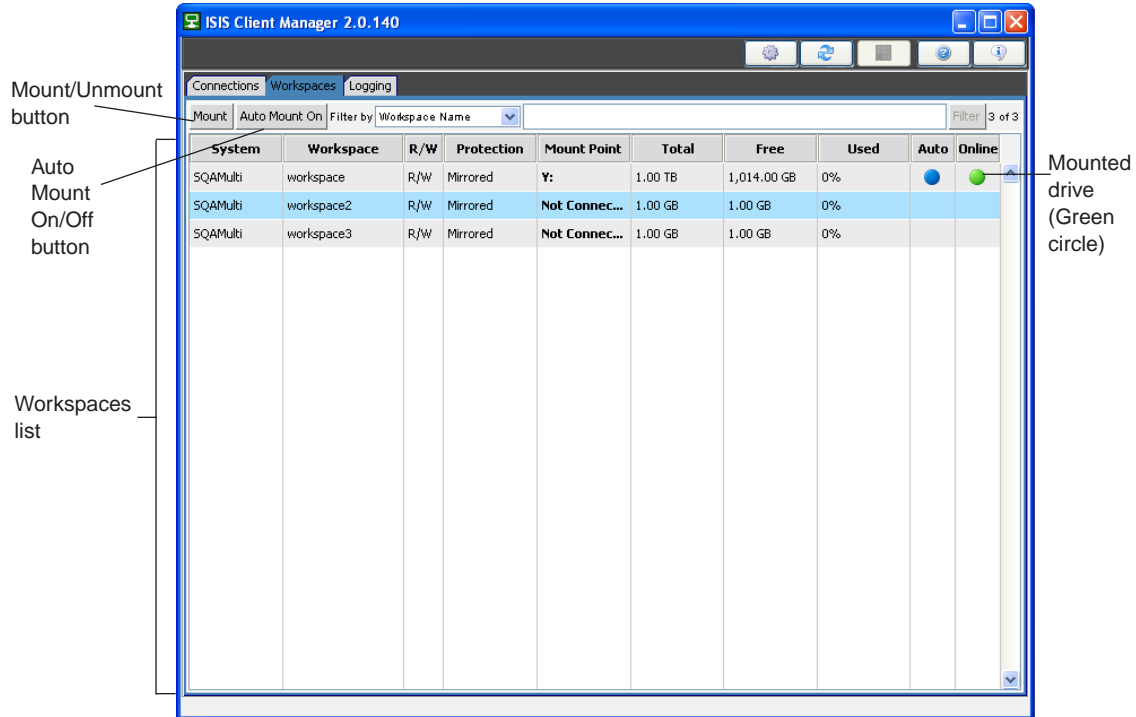 ISIS Client Manager 2.0.140
Connections Workspaces Logging
Mount Auto Mount On Filter by Workspace Name Filter 3 of 3
System Workspace R/W Protection Mount Point Total Free Used Auto Online
SQAMulti workspace R/W Mirrored Y: 1.00 TB 1,014.00 GB 0%
SQAMulti workspace2 R/W Mirrored Not Connec... 1.00 GB 1.00 GB 0%
SQAMulti workspace3 R/W Mirrored Not Connec... 1.00 GB 1.00 GB 0%
Mount/Unmount
button
Auto
Mount
On/Off
button
Workspaces
list
Mounted
drive
(Green
circle)